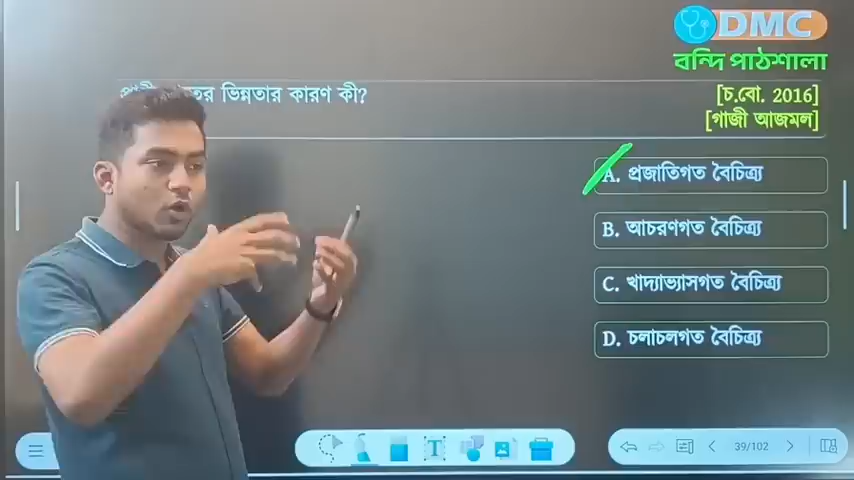 DMC
বন্দি পাঠশালা
ভিন্নতার কারণ কী?
[চ.বো. 2016]
[গাজী আজমল]
A. প্রজাতিগত বৈচিত্র্য
B. আচরণগত বৈচিত্র্য
C. খাদ্যাভ্যাসগত বৈচিত্র্য
D. চলাচলগত বৈচিত্র্য
T
39/102